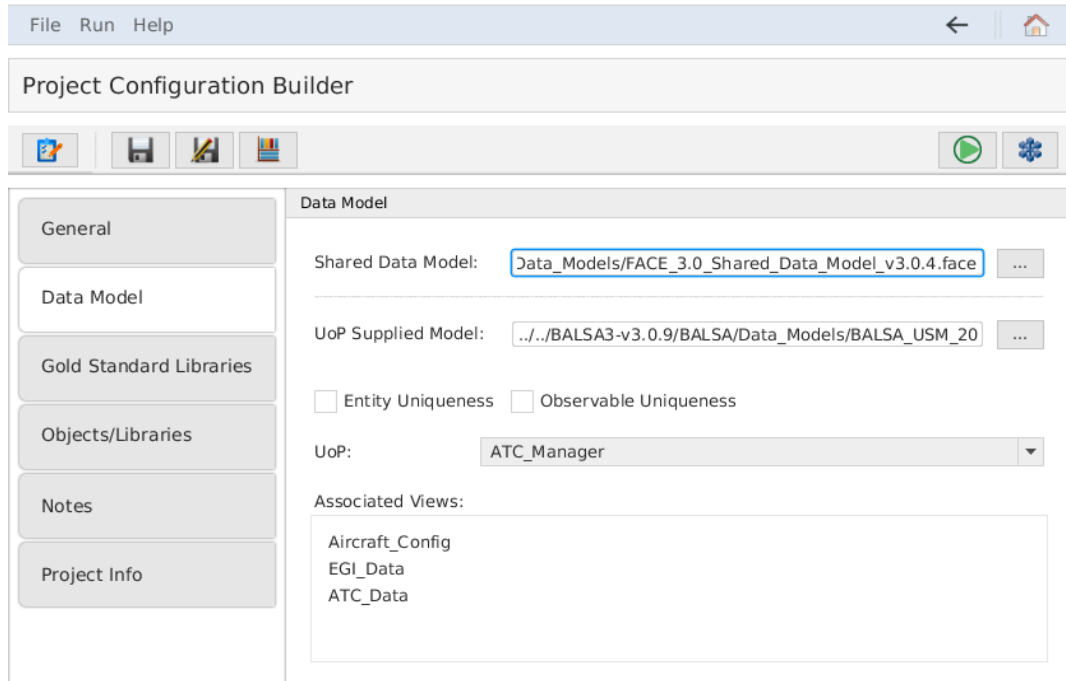 File Run Help
Project Configuration Builder
General
Data Model
Gold Standard Libraries
Objects/Libraries
Notes
Project Info
Data Model
Shared Data Model: Data_Models/FACE_3.0_Shared_Data_Model_v3.0.4.face ...
UoP Supplied Model: ../../BALSA3-v3.0.9/BALSA/Data_Models/BALSA_USM_20 ...
Entity Uniqueness Observable Uniqueness
UoP: ATC_Manager
Associated Views:
Aircraft_Config
EGI_Data
ATC_Data